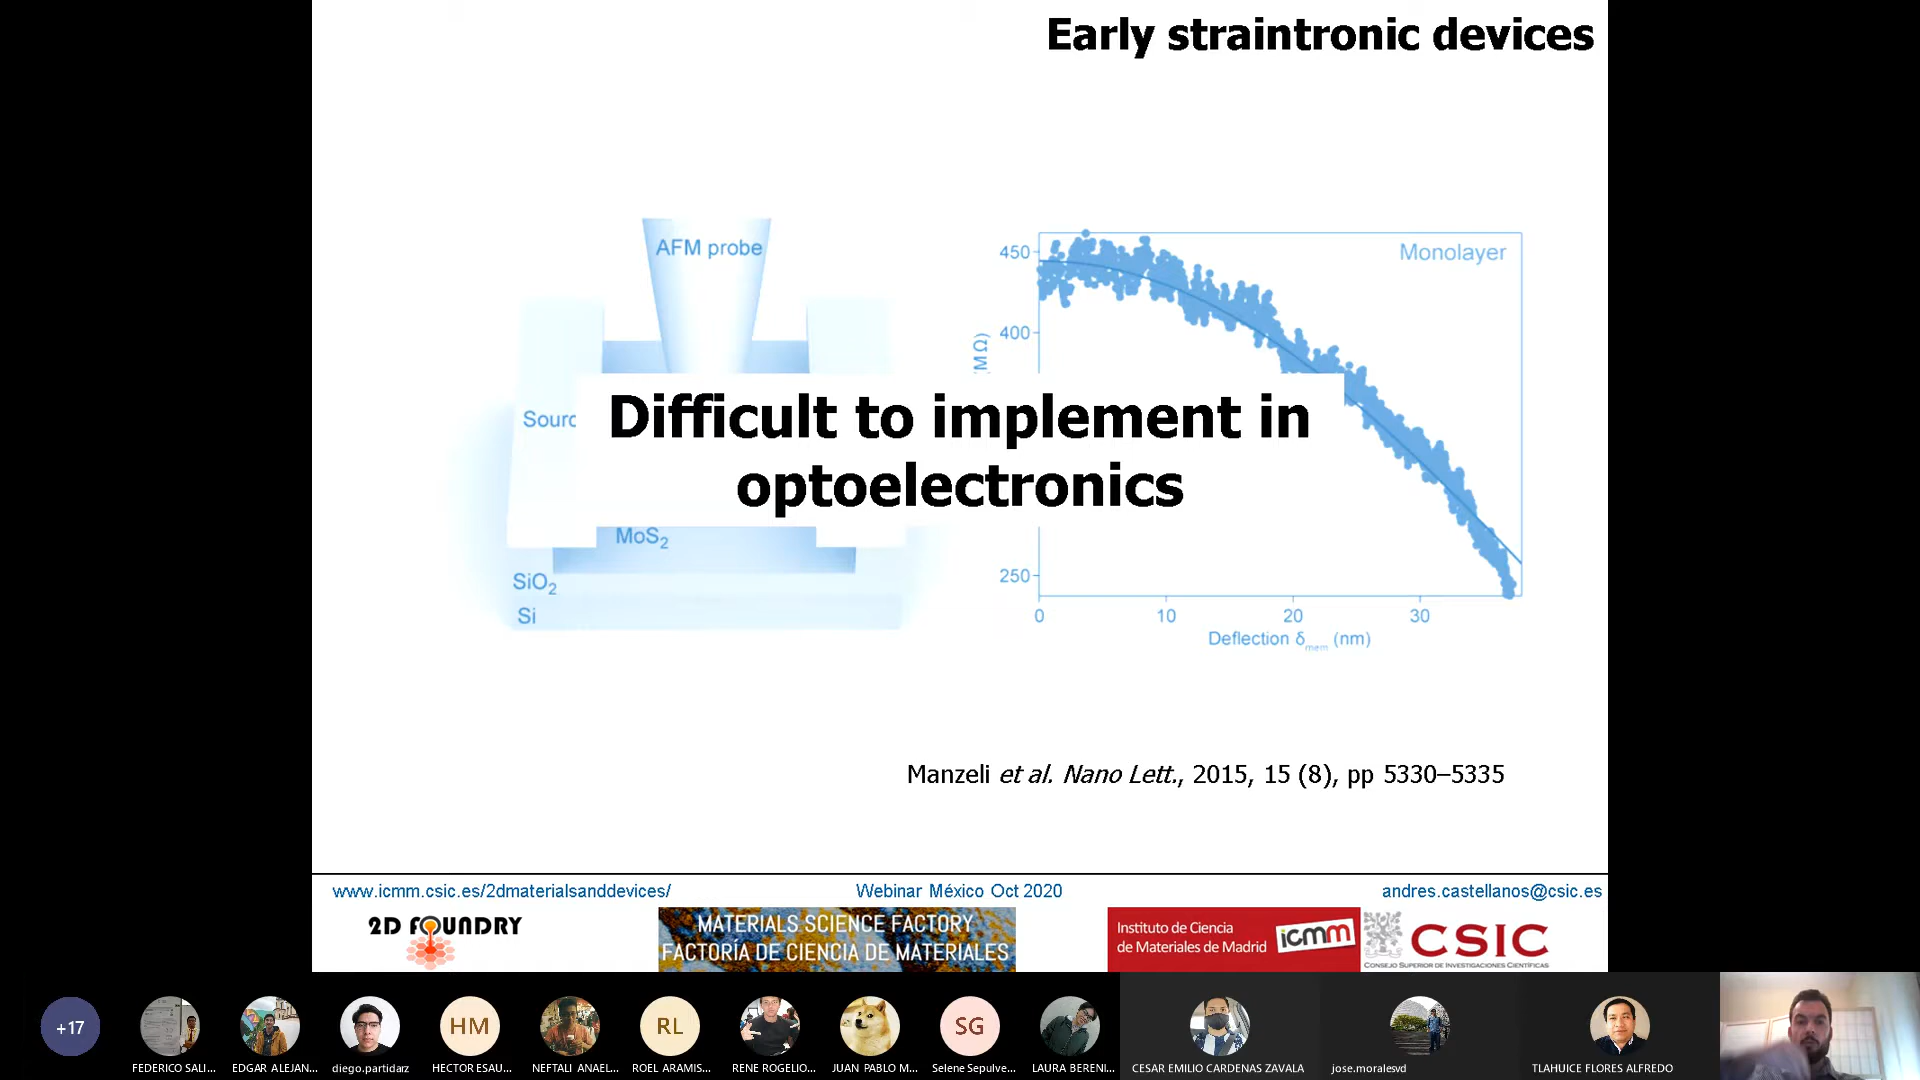 Early straintronic devices
AFM probe
Sourc
MoS2
SiO2
Si
Monolayer
450
400
250
(MΩ)
0 10 20 30
Deflection δmem (nm)
Difficult to implement in
optoelectronics
Manzeli et al. Nano Lett., 2015, 15 (8), pp 5330–5335
www.icmm.csic.es/2dmaterialsanddevices/ Webinar México Oct 2020 andres.castellanos@csic.es
2D FOUNDRY
MATERIALS SCIENCE FACTORY
FACTORÍA DE CIENCIA DE MATERIALES
Instituto de Ciencia
de Materiales de Madrid
icmm
CSIC
CONSEJO SUPERIOR DE INVESTIGACIONES CIENTÍFICAS
+17
HM
RL
SG
FEDERICO SALI... EDGAR ALEJAN... diego.partidarz HECTOR ESAU... NEFTALI ANAEL... ROEL ARAMIS... RENE ROGELIO... JUAN PABLO M... Selene Sepulve... LAURA BERENI... CESAR EMILIO CARDENAS ZAVALA jose.moralesvd TLAHUICE FLORES ALFREDO